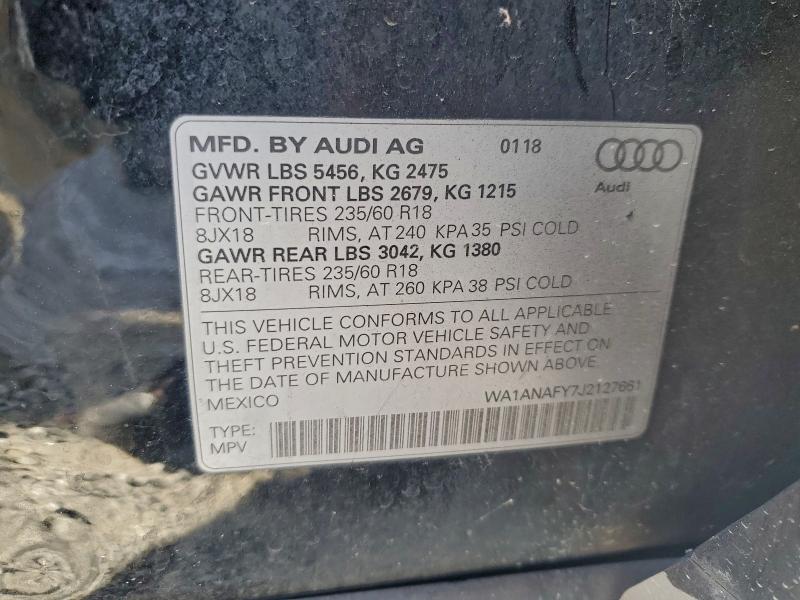 MFD. BY AUDI AG 0118
GVWR LBS 5456, KG 2475
Audi
GAWR FRONT LBS 2679, KG 1215
FRONT-TIRES 235/60 R18
8JX18 RIMS, AT 240 KPA 35 PSI COLD
GAWR REAR LBS 3042, KG 1380
REAR-TIRES 235/60 R18
8JX18 RIMS, AT 260 KPA 38 PSI COLD
THIS VEHICLE CONFORMS TO ALL APPLICABLE
U.S. FEDERAL MOTOR VEHICLE SAFETY AND
THEFT PREVENTION STANDARDS IN EFFECT ON
THE DATE OF MANUFACTURE SHOWN ABOVE.
MEXICO WA1ANAFY7J2127661
TYPE:
MPV